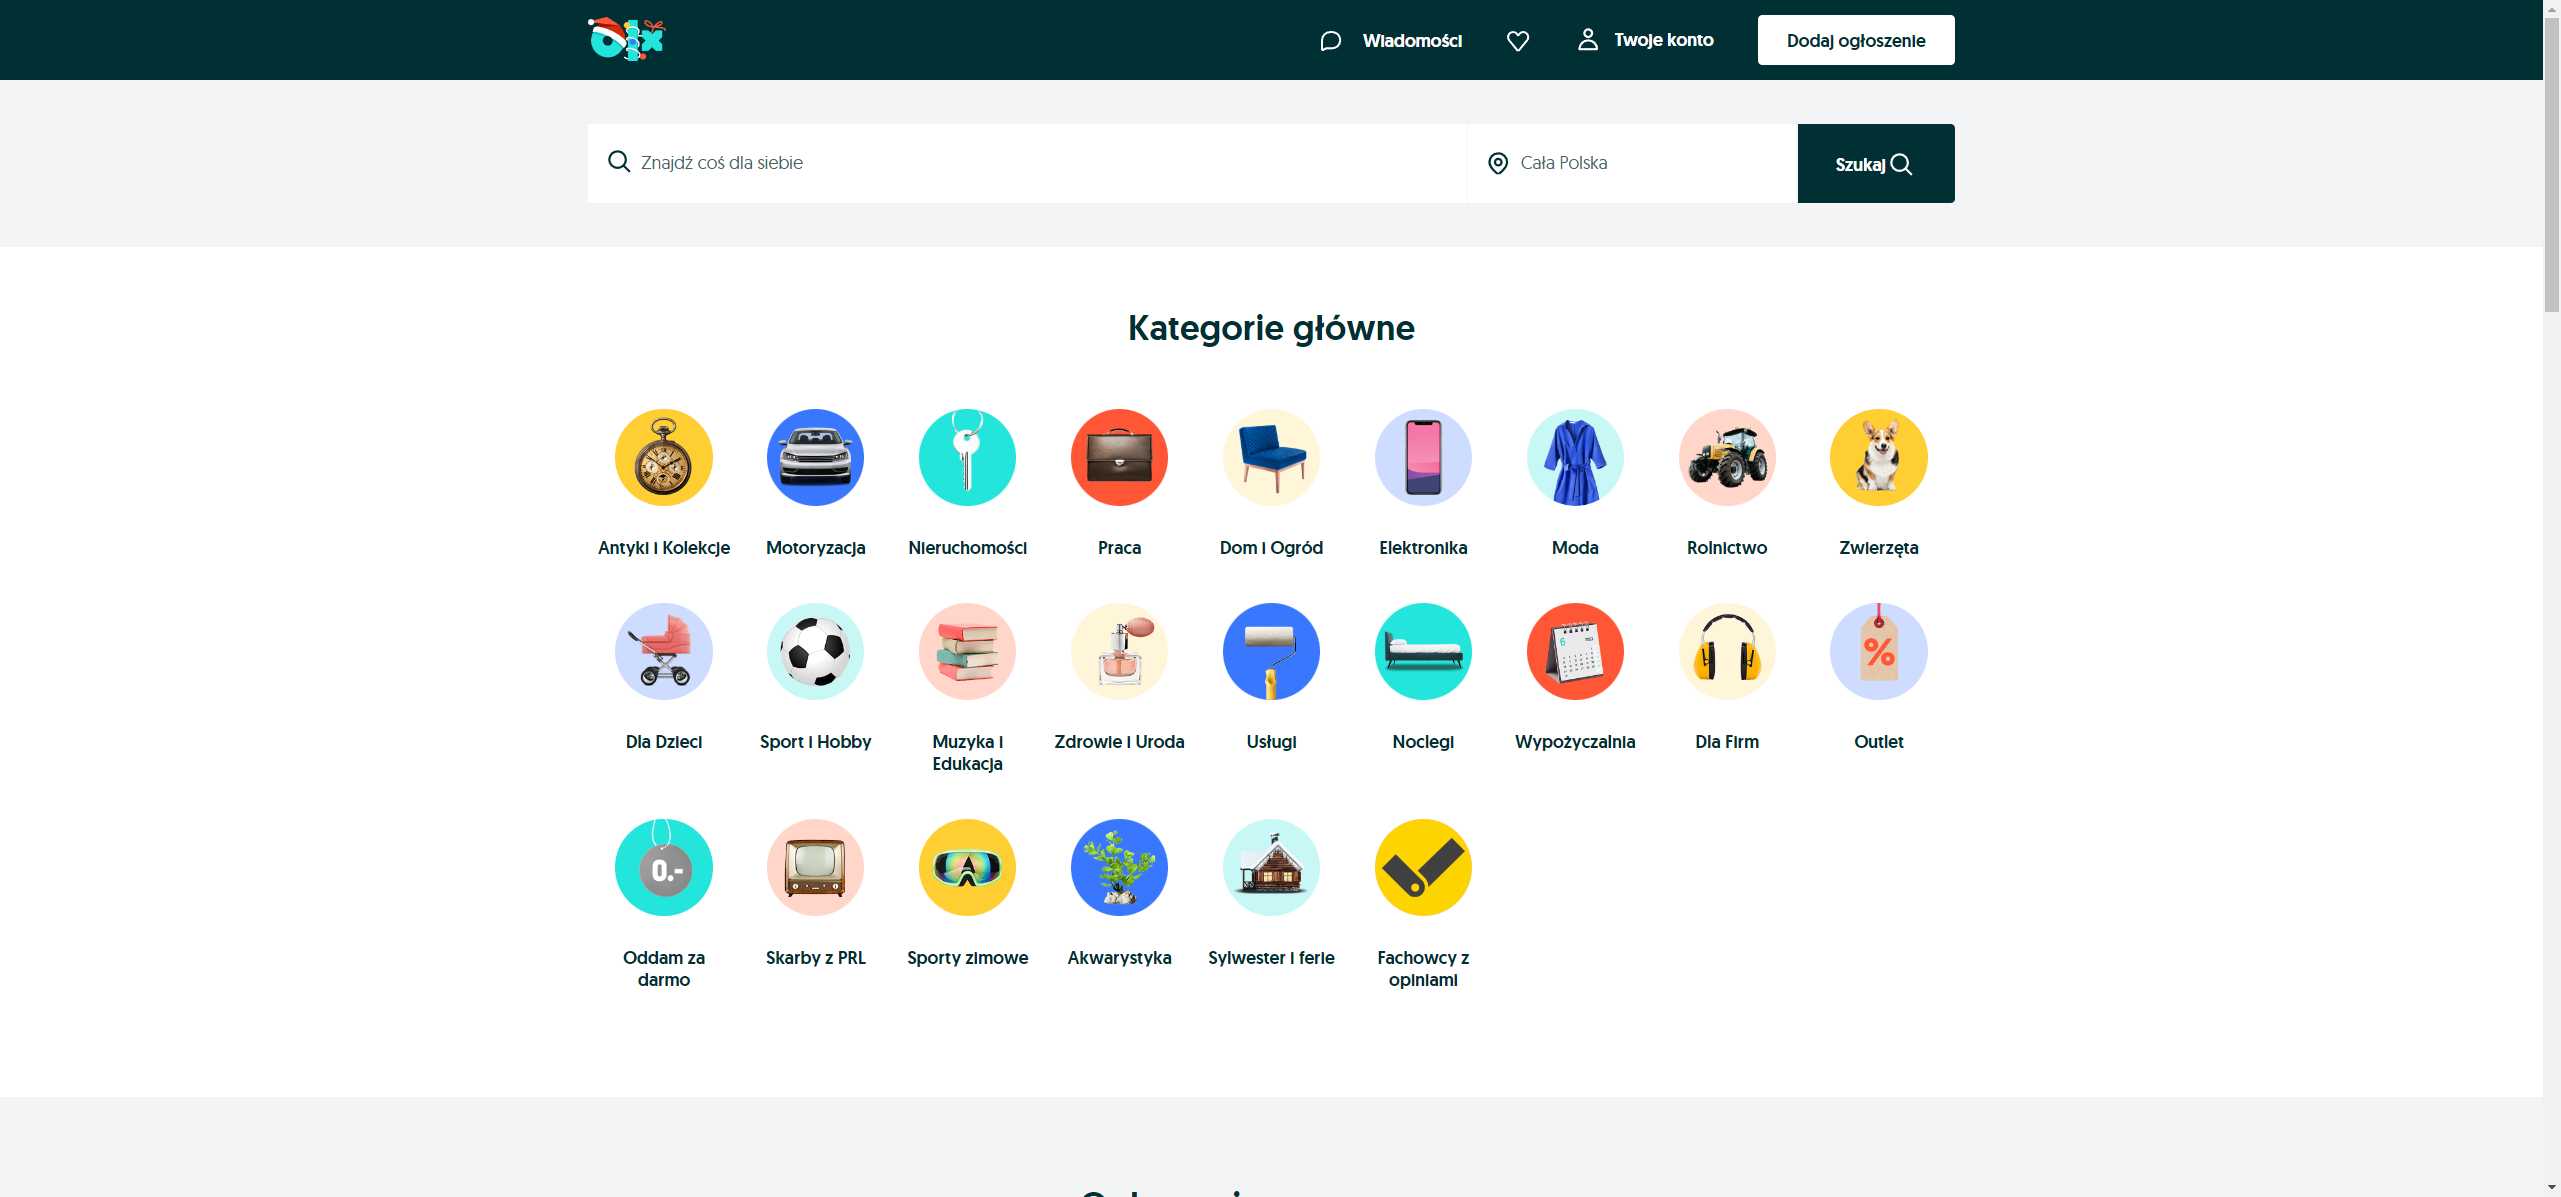 olx
Wiadomości
Twoje konto
Dodaj ogłoszenie
Znajdź coś dla siebie
Cała Polska
Szukaj
Kategorie główne
Antyki i Kolekcje
Motoryzacja
Nieruchomości
Praca
Dom i Ogród
Elektronika
Moda
Rolnictwo
Zwierzęta
%
Dla Dzieci
Sport i Hobby
Muzyka i
Edukacja
Zdrowie i Uroda
Usługi
Noclegi
Wypożyczalnia
Dla Firm
Outlet
0.-
Oddam za
darmo
Skarby z PRL
Sporty zimowe
Akwarystyka
Sylwester i ferie
Fachowcy z
opiniami